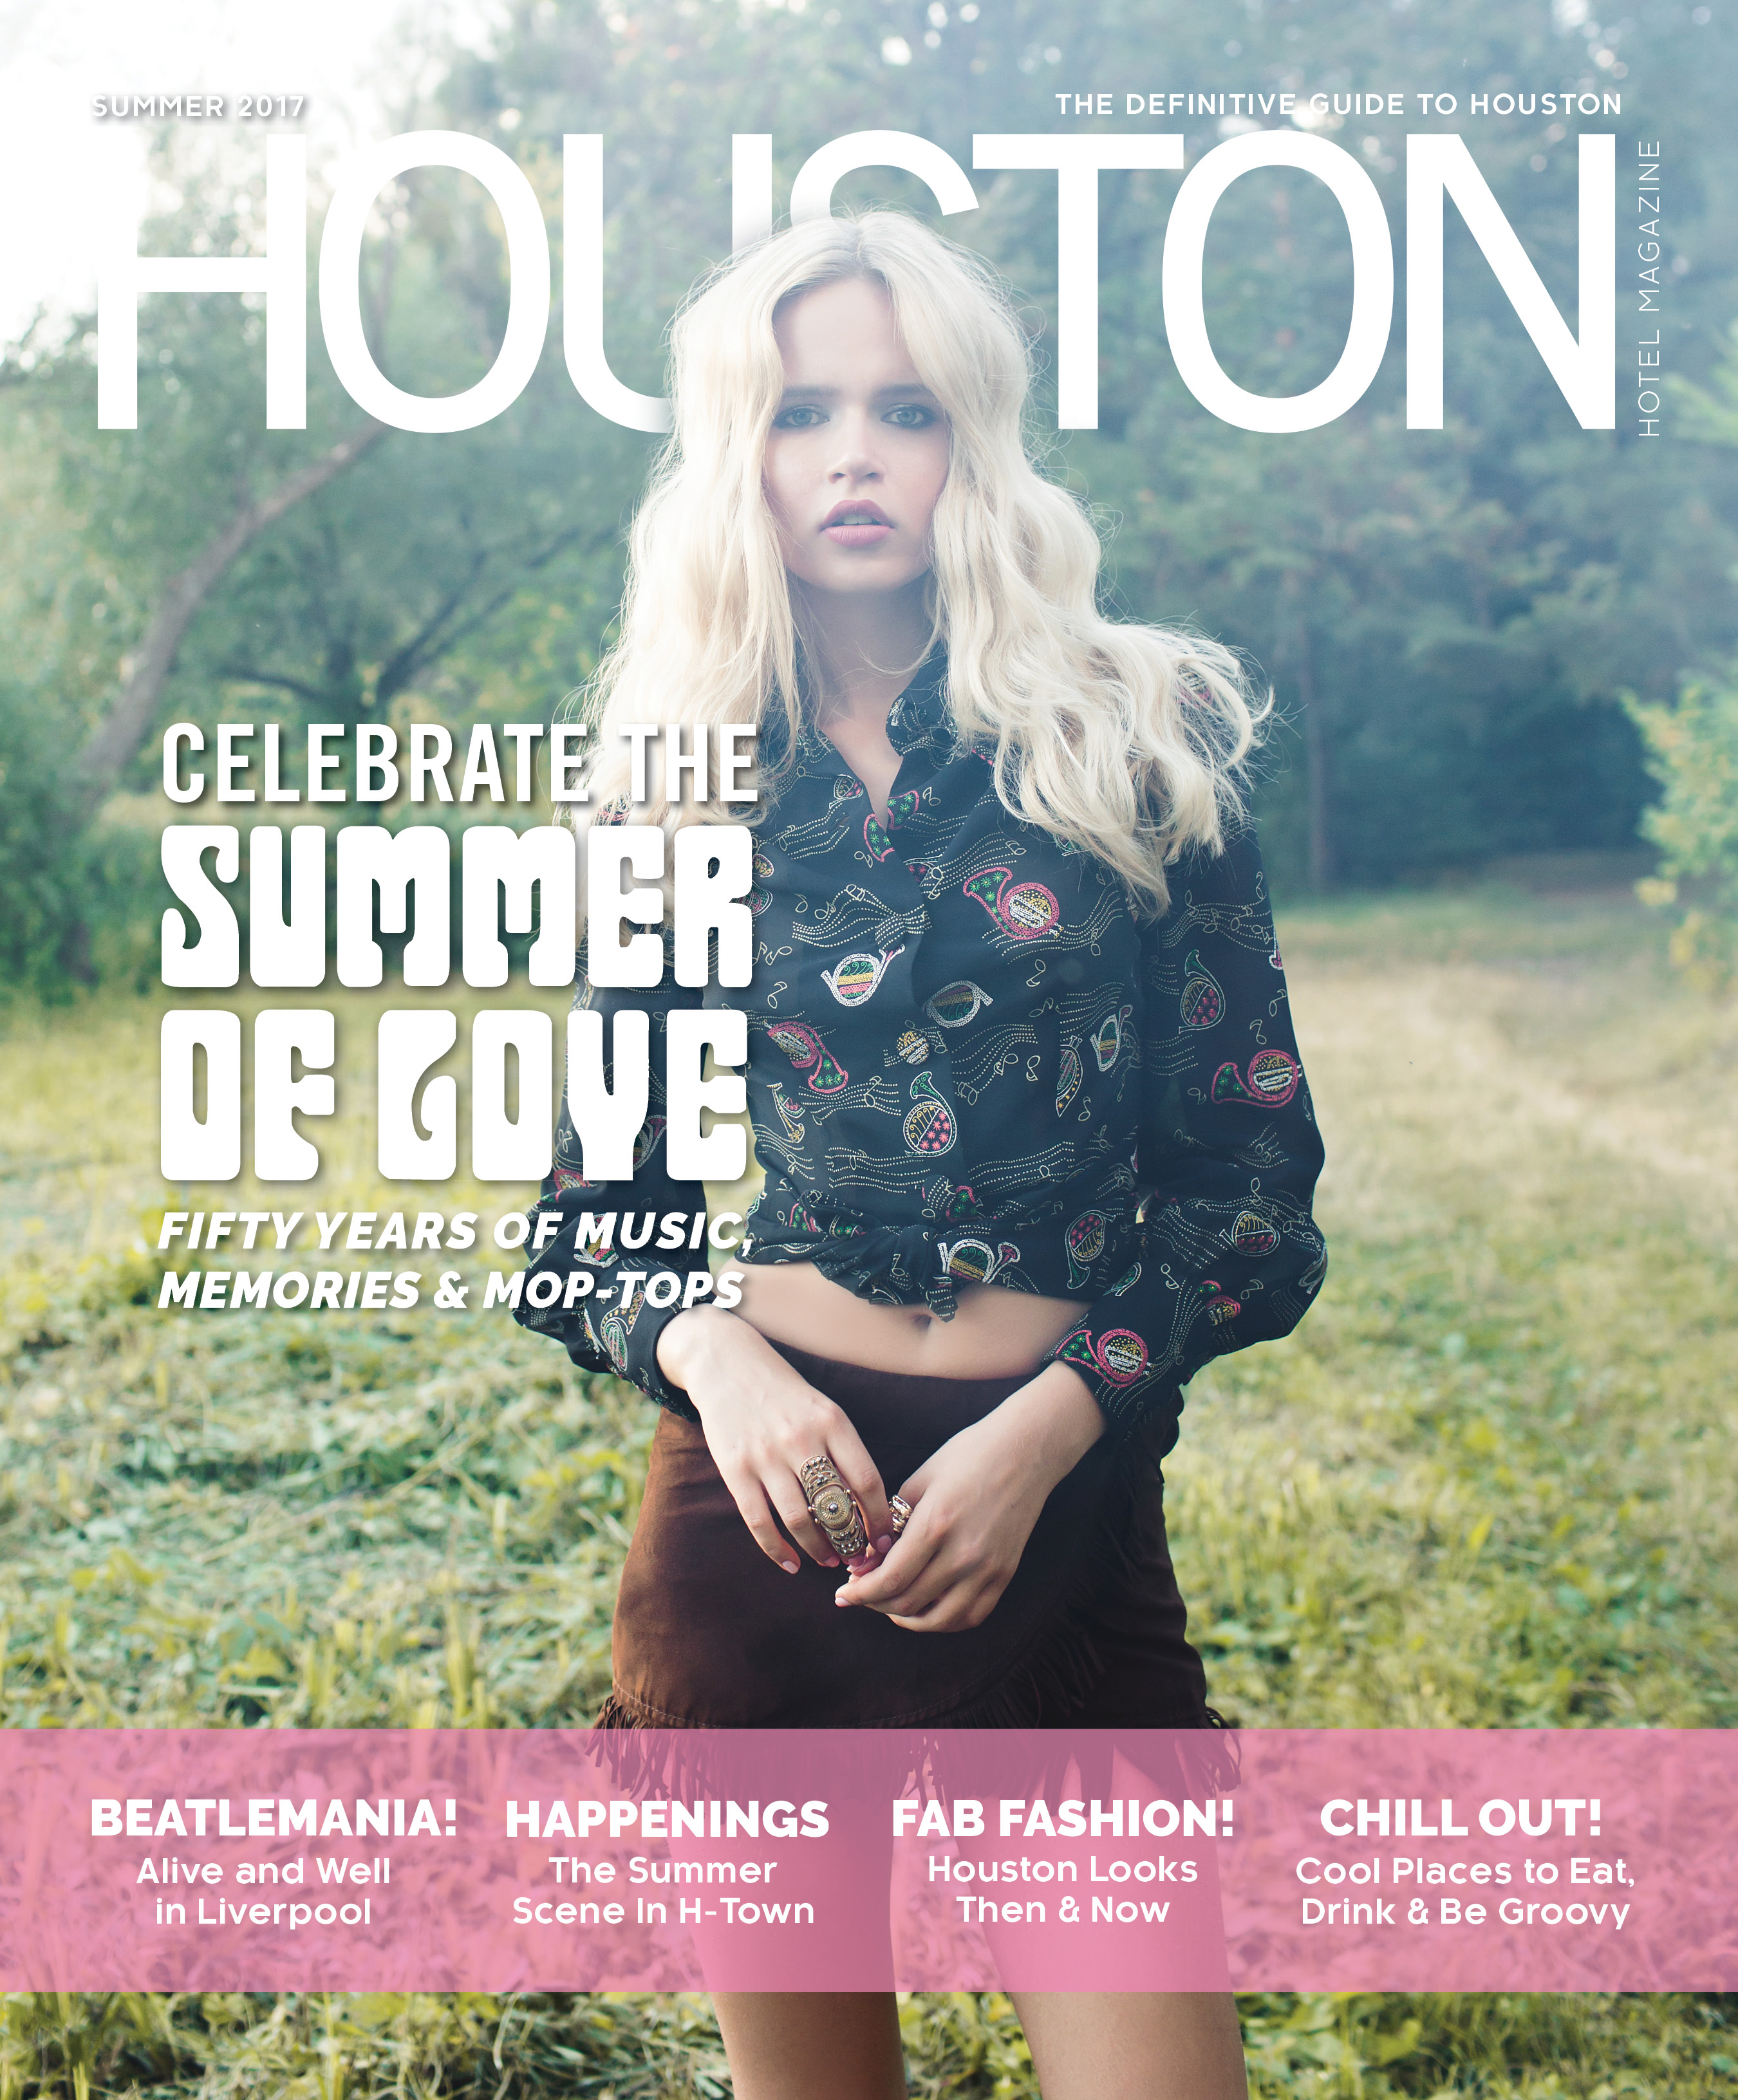 SUMMER 2017
THE DEFINITIVE GUIDE TO HOUSTON
HOUSTON
HOTEL MAGAZINE
CELEBRATE THE
SUMMER
OF LOVE
FIFTY YEARS OF MUSIC,
MEMORIES & MOP-TOPS
BEATLEMANIA!
Alive and Well
in Liverpool
HAPPENINGS
The Summer
Scene In H-Town
FAB FASHION!
Houston Looks
Then & Now
CHILL OUT!
Cool Places to Eat,
Drink & Be Groovy